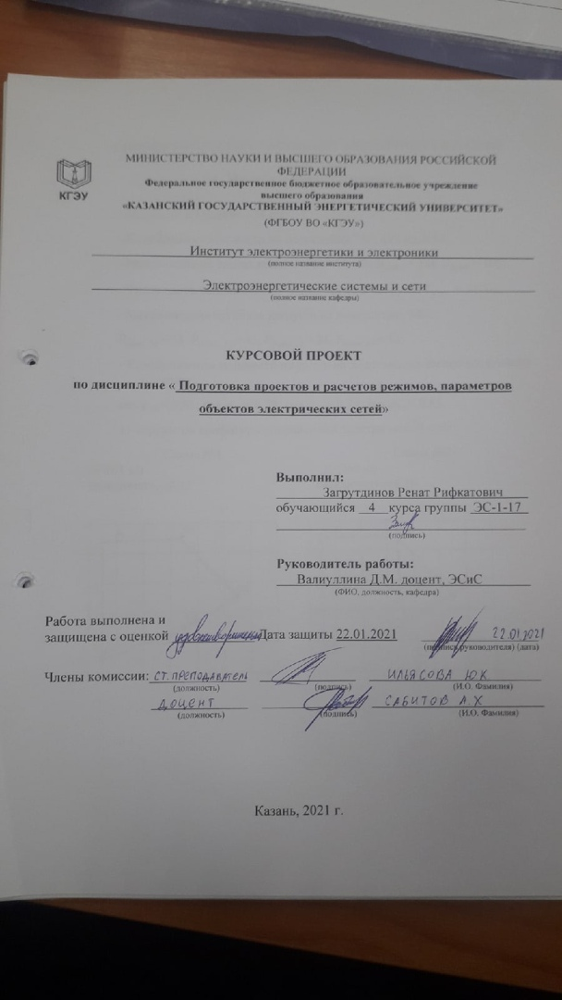 МИНИСТЕРСТВО НАУКИ И ВЫСШЕГО ОБРАЗОВАНИЯ РОССИЙСКОЙ
ФЕДЕРАЦИИ
Федеральное государственное бюджетное образовательное учреждение
высшего образования
«КАЗАНСКИЙ ГОСУДАРСТВЕННЫЙ ЭНЕРГЕТИЧЕСКИЙ УНИВЕРСИТЕТ»
(ФГБОУ ВО «КГЭУ»)
КГЭУ
Институт электроэнергетики и электроники
(полное название института)
Электроэнергетические системы и сети
(полное название кафедры)
КУРСОВОЙ ПРОЕКТ
по дисциплине « Подготовка проектов и расчетов режимов, параметров
объектов электрических сетей»
Выполнил:
Загрутдинов Ренат Рифкатович
обучающийся 4 курса группы ЭС-1-17
(подпись)
Руководитель работы:
Валиуллина Д.М. доцент, ЭСиС
(ФИО, должность, кафедра)
Работа выполнена и
защищена с оценкой удовлетворительно Дата защиты 22.01.2021 22.01.2021
(подпись руководителя) (дата)
Члены комиссии: СТ. ПРЕПОДАВАТЕЛЬ ИЛЬЯСОВА Ю.К
(должность) (подпись) (И.О. Фамилия)
ДОЦЕНТ САБИТОВ А.Х
(должность) (подпись) (И.О. Фамилия)
Казань, 2021 г.